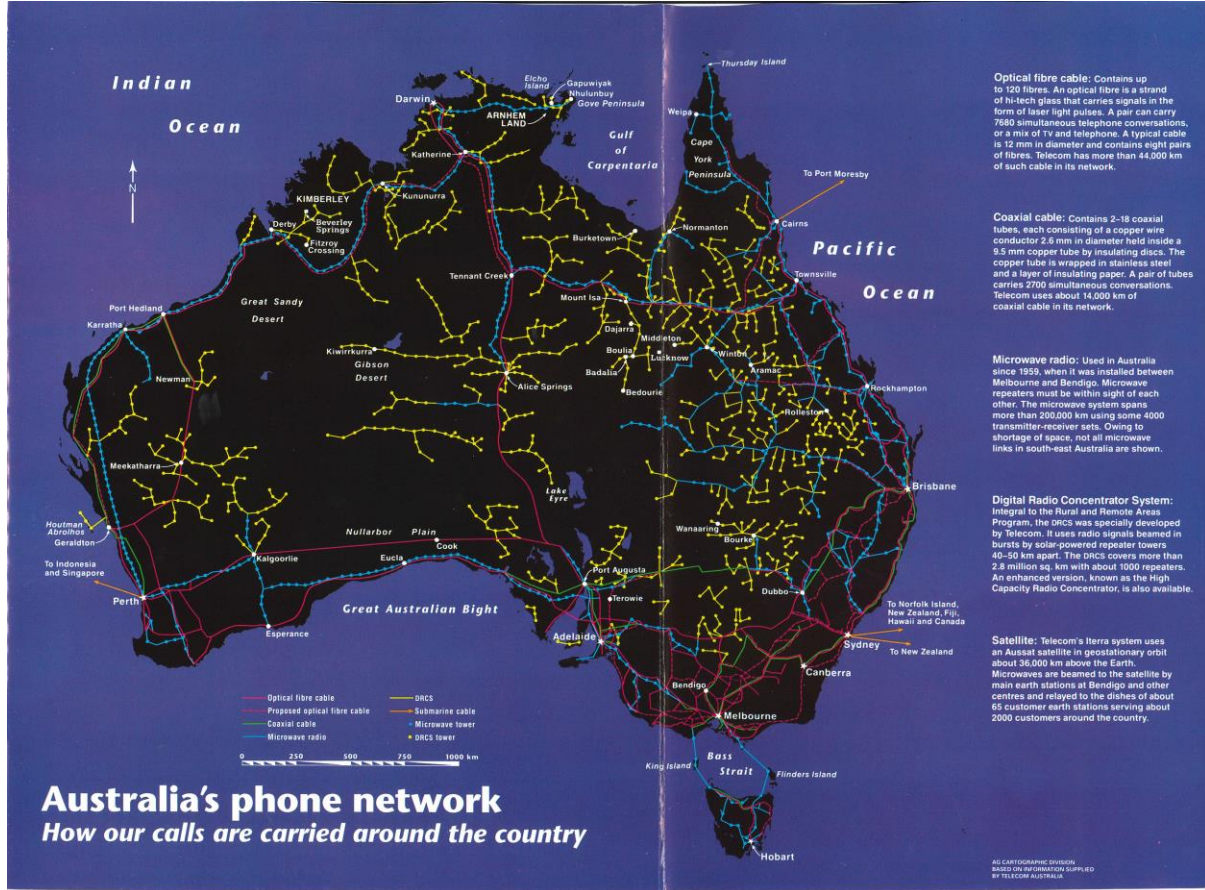 Indian
Ocean
N
Darwin
Elcho
Island
Gapuwiyak
Nhulunbuy
Gove Peninsula
ARNHEM
LAND
Katherine
Gulf
of
Carpentaria
Thursday Island
Weipa
Cape
York
Peninsula
To Port Moresby
Cairns
Pacific
Ocean
Townsville
KIMBERLEY
Kununurra
Derby
Beverley
Springs
Fitzroy
Crossing
Burketown
Normanton
Tennant Creek
Mount Isa
Great Sandy
Desert
Port Hedland
Karratha
Dajarra
Middleton
Boulia
Lucknow
Winton
Badalia
Aramac
Bedourie
Kiwirrkurra
Gibson
Desert
Alice Springs
Newman
Rockhampton
Rolleston
Meekatharra
Lake
Eyre
Brisbane
Houtman
Abrolhos
Geraldton
Nullarbor Plain
Cook
Eucla
Kalgoorlie
Wanaaring
Bourke
To Indonesia
and Singapore
Perth
Port Augusta
Terowie
Dubbo
Great Australian Bight
Esperance
Adelaide
To Norfolk Island,
New Zealand, Fiji,
Hawaii and Canada
Sydney
To New Zealand
Canberra
Bendigo
Melbourne
Bass
Strait
King Island
Flinders Island
Hobart
Optical fibre cable
Proposed optical fibre cable
Coaxial cable
Microwave radio
DRCS
Submarine cable
Microwave tower
DRCS tower
0 250 500 750 1000 km
Australia's phone network
How our calls are carried around the country
Optical fibre cable: Contains up
to 120 fibres. An optical fibre is a strand
of hi-tech glass that carries signals in the
form of laser light pulses. A pair can carry
7680 simultaneous telephone conversations,
or a mix of TV and telephone. A typical cable
is 12 mm in diameter and contains eight pairs
of fibres. Telecom has more than 44,000 km
of such cable in its network.
Coaxial cable: Contains 2–18 coaxial
tubes, each consisting of a copper wire
conductor 2.6 mm in diameter held inside a
9.5 mm copper tube by insulating discs. The
copper tube is wrapped in stainless steel
and a layer of insulating paper. A pair of tubes
carries 2700 simultaneous conversations.
Telecom uses about 14,000 km of
coaxial cable in its network.
Microwave radio: Used in Australia
since 1959, when it was installed between
Melbourne and Bendigo. Microwave
repeaters must be within sight of each
other. The microwave system spans
more than 200,000 km using some 4000
transmitter-receiver sets. Owing to
shortage of space, not all microwave
links in south-east Australia are shown.
Digital Radio Concentrator System:
Integral to the Rural and Remote Areas
Program, the DRCS was specially developed
by Telecom. It uses radio signals beamed in
bursts by solar-powered repeater towers
40–50 km apart. The DRCS covers more than
2.8 million sq. km with about 1000 repeaters.
An enhanced version, known as the High
Capacity Radio Concentrator, is also available.
Satellite: Telecom's Iterra system uses
an Aussat satellite in geostationary orbit
about 36,000 km above the Earth.
Microwaves are beamed to the satellite by
main earth stations at Bendigo and other
centres and relayed to the dishes of about
65 customer earth stations serving about
2000 customers around the country.
AG CARTOGRAPHIC DIVISION
BASED ON INFORMATION SUPPLIED
BY TELECOM AUSTRALIA